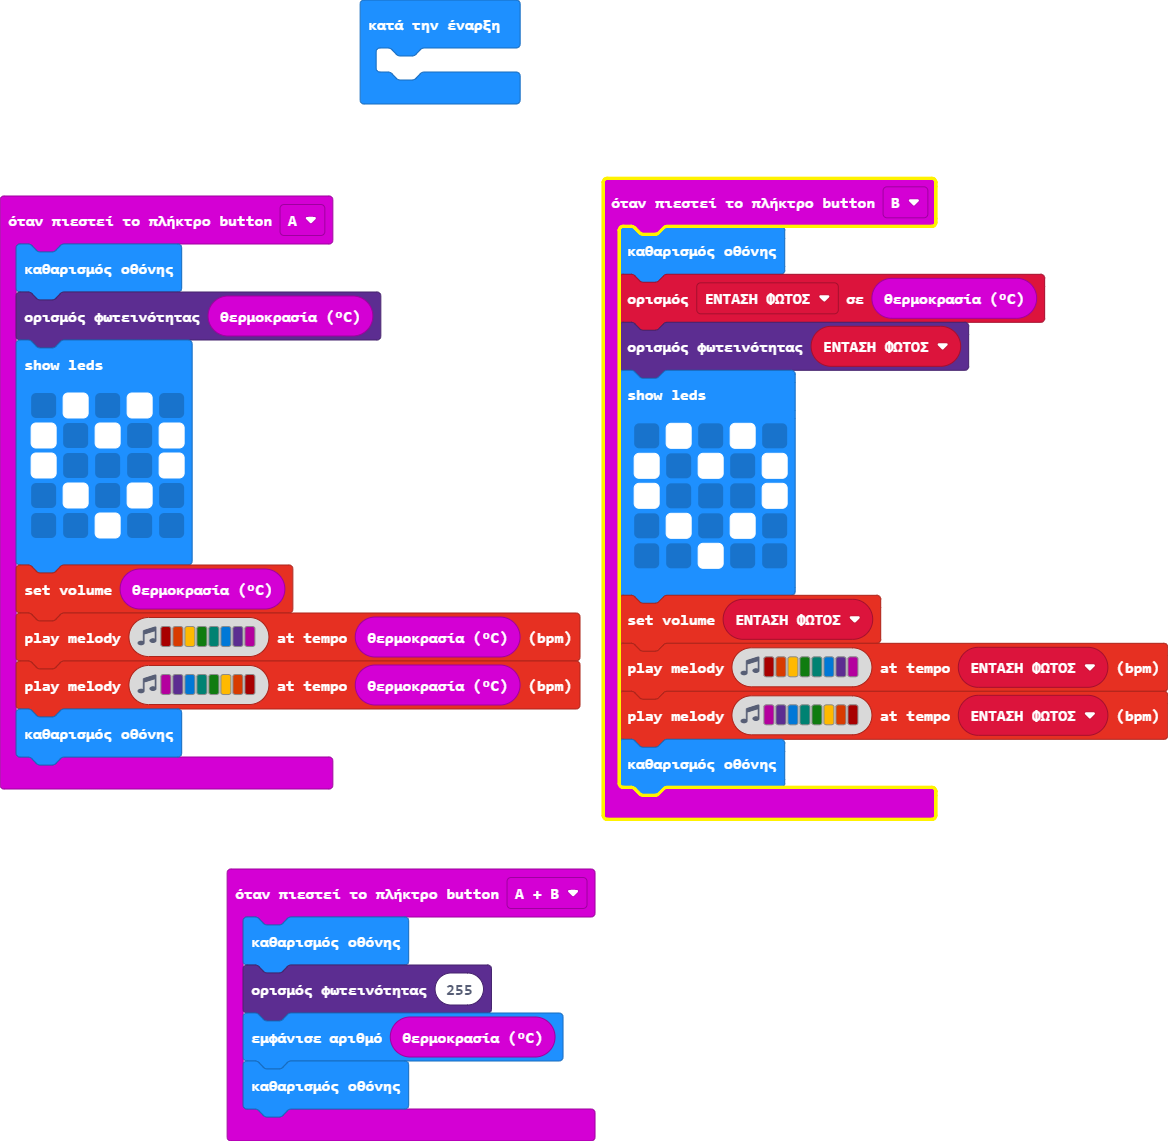 κατά την έναρξη
όταν πιεστεί το πλήκτρο button A
καθαρισμός οθόνης
ορισμός φωτεινότητας θερμοκρασία (°C)
show leds
set volume θερμοκρασία (°C)
play melody at tempo θερμοκρασία (°C) (bpm)
play melody at tempo θερμοκρασία (°C) (bpm)
καθαρισμός οθόνης
όταν πιεστεί το πλήκτρο button B
καθαρισμός οθόνης
ορισμός ΕΝΤΑΣΗ ΦΩΤΟΣ σε θερμοκρασία (°C)
ορισμός φωτεινότητας ΕΝΤΑΣΗ ΦΩΤΟΣ
show leds
set volume ΕΝΤΑΣΗ ΦΩΤΟΣ
play melody at tempo ΕΝΤΑΣΗ ΦΩΤΟΣ (bpm)
play melody at tempo ΕΝΤΑΣΗ ΦΩΤΟΣ (bpm)
καθαρισμός οθόνης
όταν πιεστεί το πλήκτρο button A + B
καθαρισμός οθόνης
ορισμός φωτεινότητας 255
εμφάνισε αριθμό θερμοκρασία (°C)
καθαρισμός οθόνης